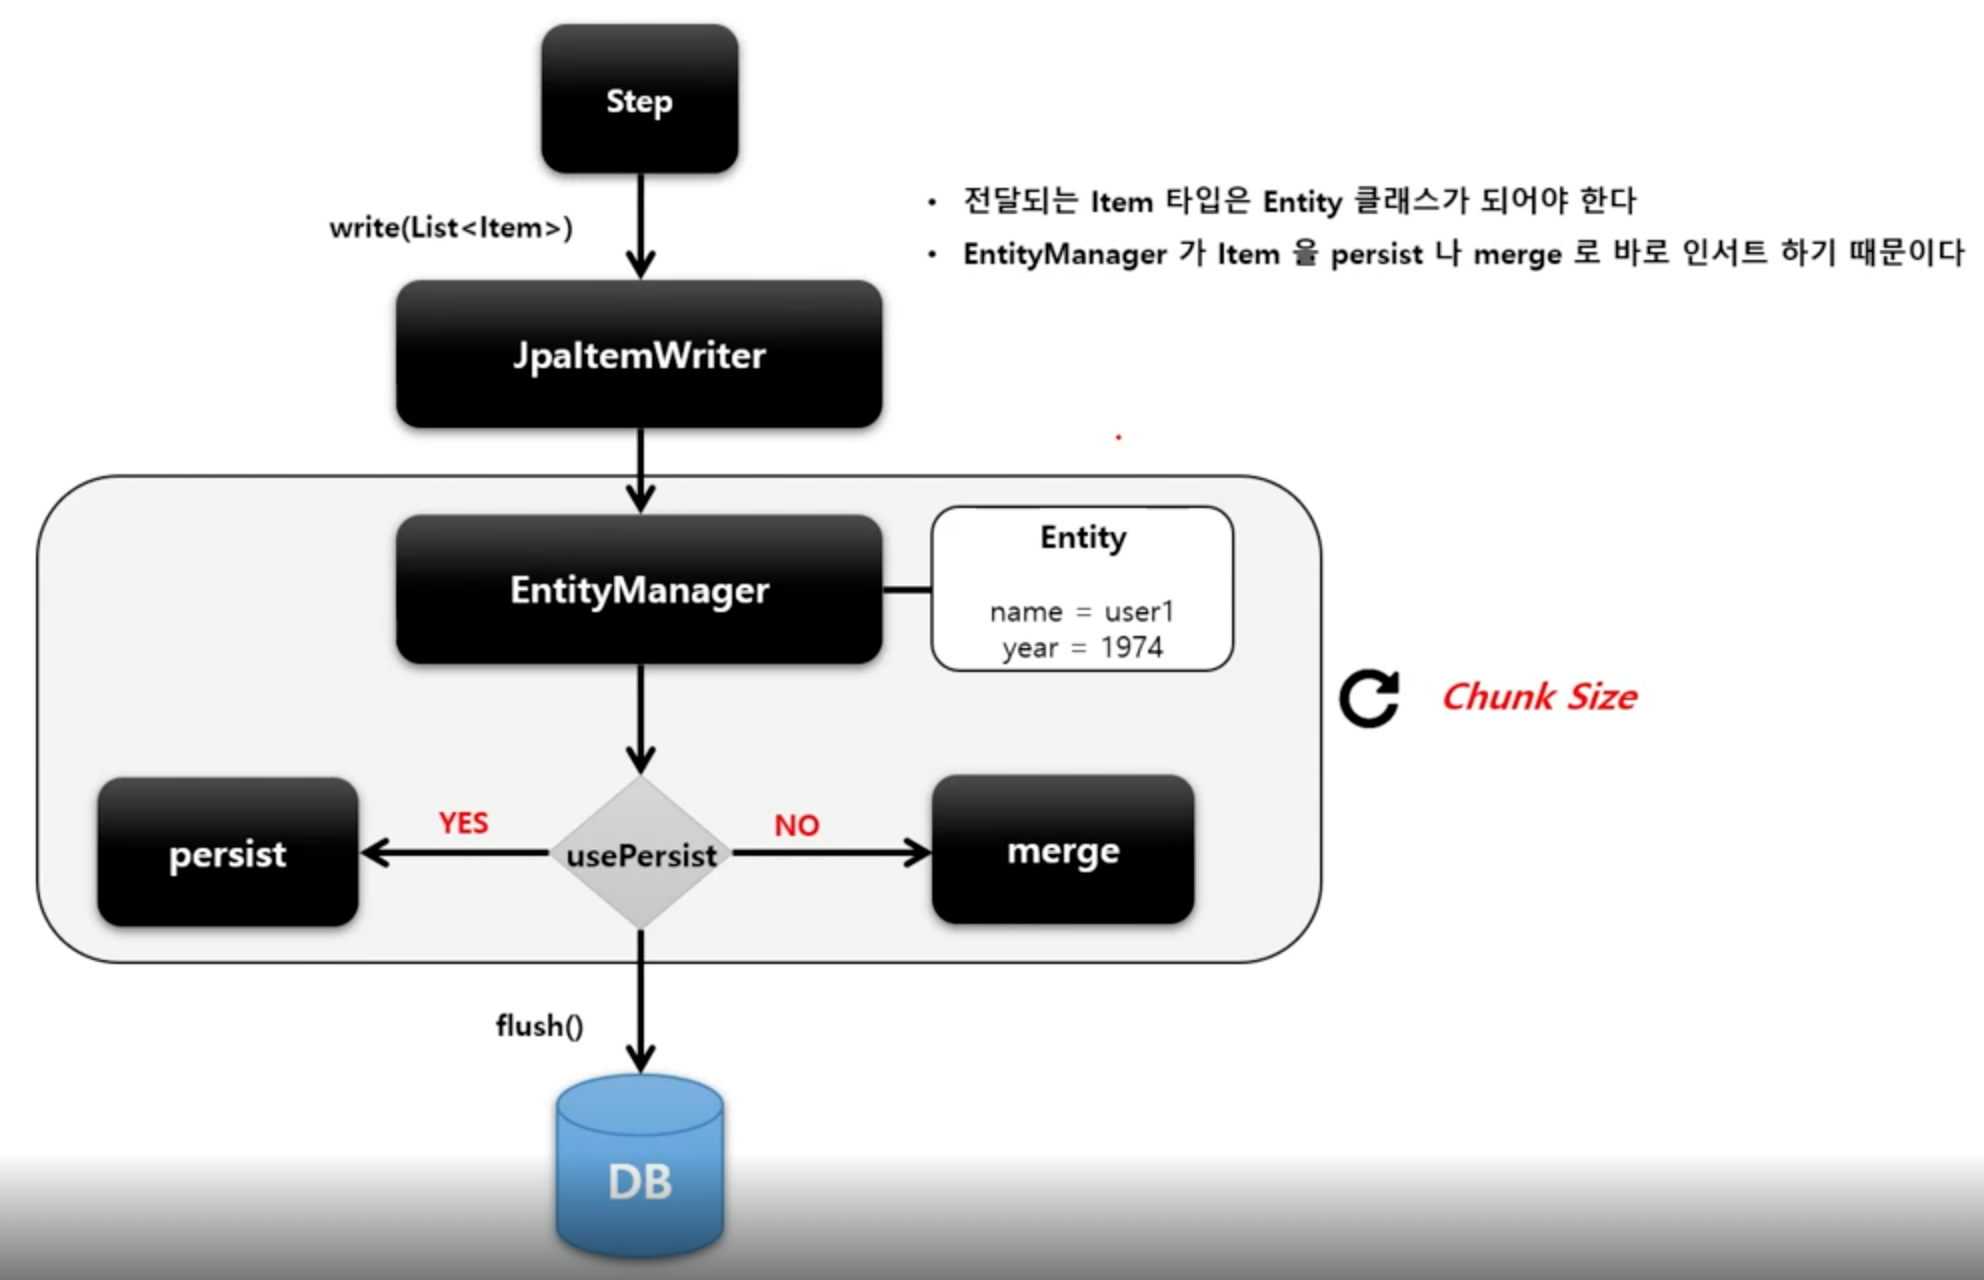 Step
write(List<Item>)
• 전달되는 Item 타입은 Entity 클래스가 되어야 한다
• EntityManager 가 Item 을 persist 나 merge 로 바로 인서트 하기 때문이다
JpaItemWriter
EntityManager
Entity
name = user1
year = 1974
Chunk Size
persist
YES
usePersist
NO
merge
flush()
DB